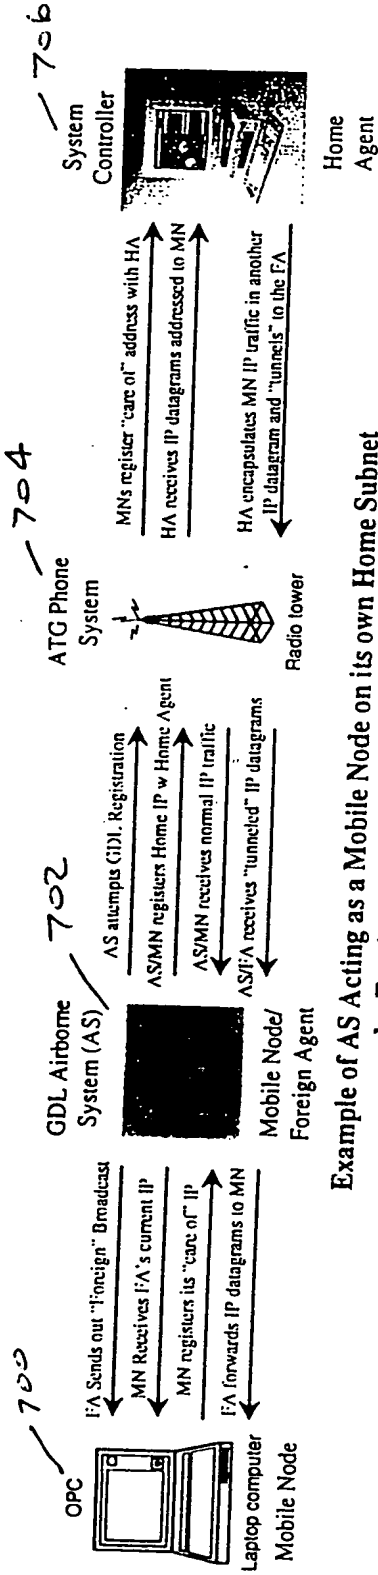 700
OPC
Laptop computer
Mobile Node
FA Sends out "Foreign" Broadcast
MN Receives FA's current IP
MN registers its "care of" IP
FA forwards IP datagrams to MN
702
GDL Airborne
System (AS)
Mobile Node/
Foreign Agent
AS attempts GDL Registration
AS/MN registers Home IP w Home Agent
AS/MN receives normal IP traffic
AS/FA receives "tunneled" IP datagrams
704
ATG Phone
System
Radio tower
MNs register "care of" address with HA
HA receives IP datagrams addressed to MN
HA encapsulates MN IP traffic in another
IP datagram and "tunnels" to the FA
706
System
Controller
Home
Agent
Example of AS Acting as a Mobile Node on its own Home Subnet